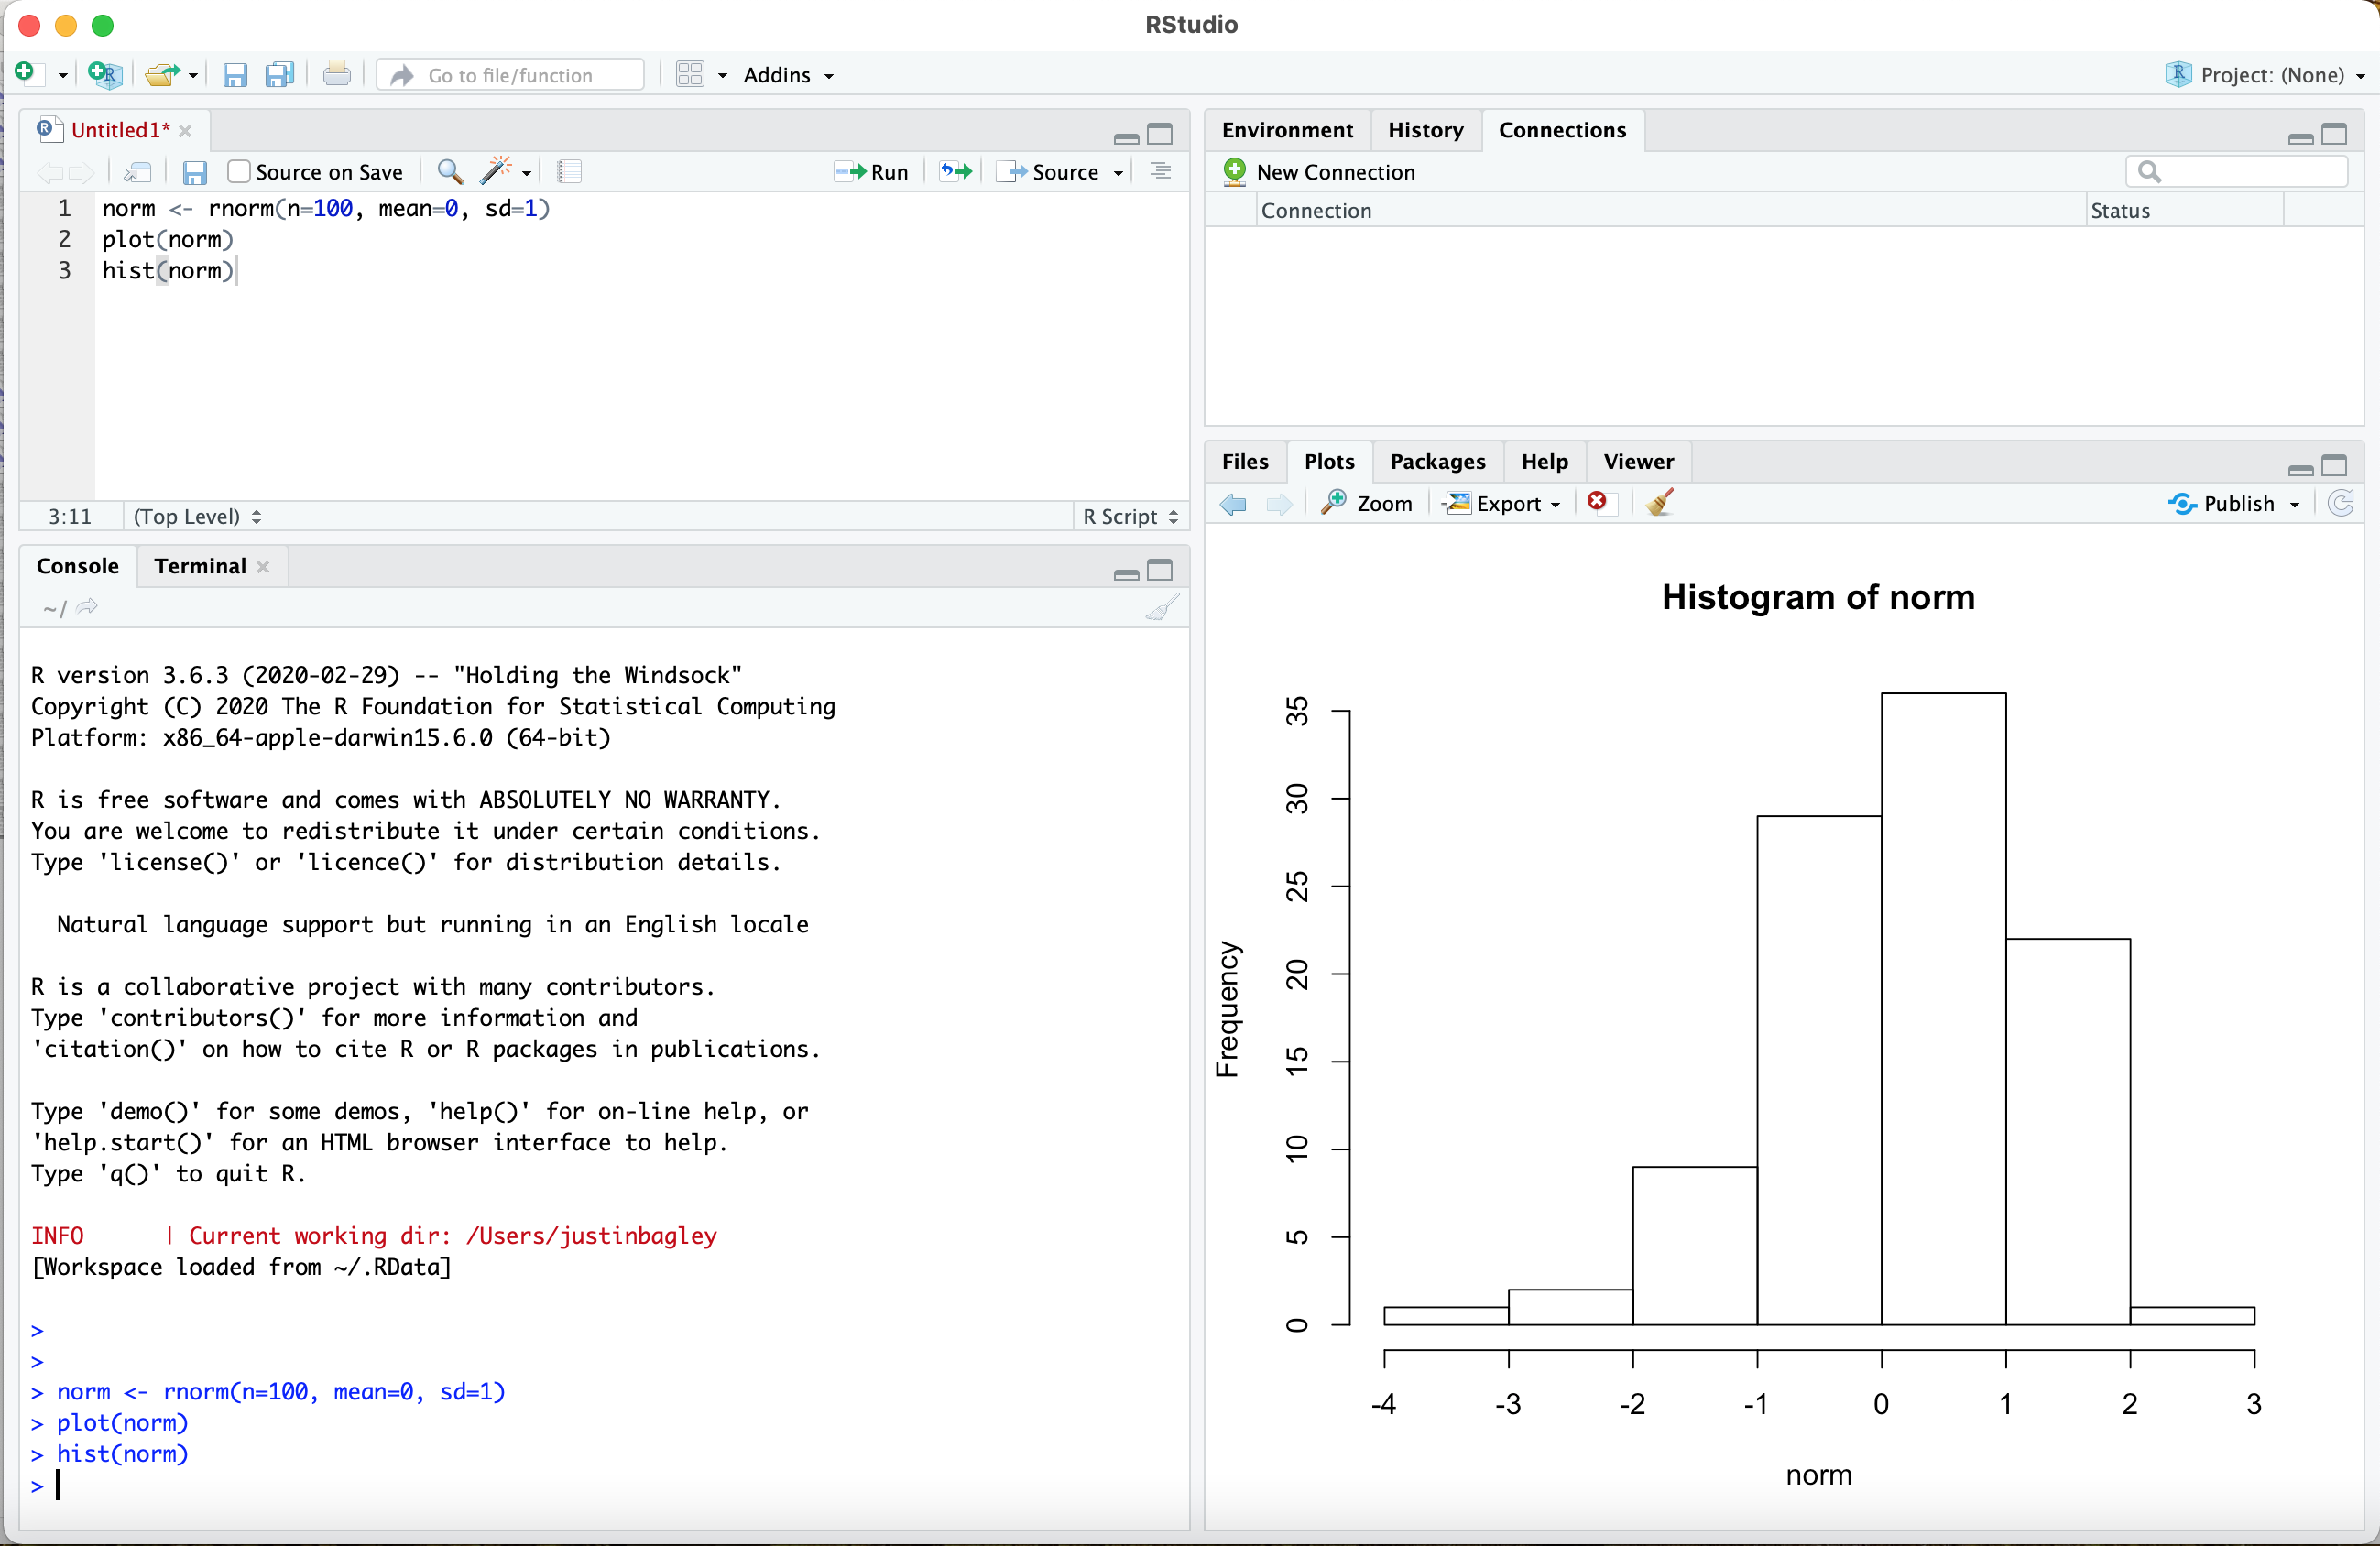 RStudio
Go to file/function
Addins
Project: (None)
Untitled1*
Source on Save
Run
Source
1 norm <- rnorm(n=100, mean=0, sd=1)
2 plot(norm)
3 hist(norm)
3:11 (Top Level) R Script
Console Terminal
~/
R version 3.6.3 (2020-02-29) -- "Holding the Windsock"
Copyright (C) 2020 The R Foundation for Statistical Computing
Platform: x86_64-apple-darwin15.6.0 (64-bit)
R is free software and comes with ABSOLUTELY NO WARRANTY.
You are welcome to redistribute it under certain conditions.
Type 'license()' or 'licence()' for distribution details.
Natural language support but running in an English locale
R is a collaborative project with many contributors.
Type 'contributors()' for more information and
'citation()' on how to cite R or R packages in publications.
Type 'demo()' for some demos, 'help()' for on-line help, or
'help.start()' for an HTML browser interface to help.
Type 'q()' to quit R.
INFO | Current working dir: /Users/justinbagley
[Workspace loaded from ~/.RData]
>
>
> norm <- rnorm(n=100, mean=0, sd=1)
> plot(norm)
> hist(norm)
>
Environment History Connections
New Connection
Connection Status
Files Plots Packages Help Viewer
Zoom Export Publish
Histogram of norm
Frequency
35
30
25
20
15
10
5
0
-4 -3 -2 -1 0 1 2 3
norm